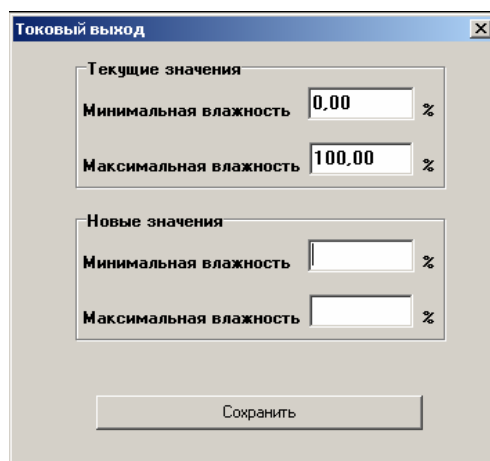 Токовый выход
Текущие значения
Минимальная влажность 0,00 %
Максимальная влажность 100,00 %
Новые значения
Минимальная влажность %
Максимальная влажность %
Сохранить